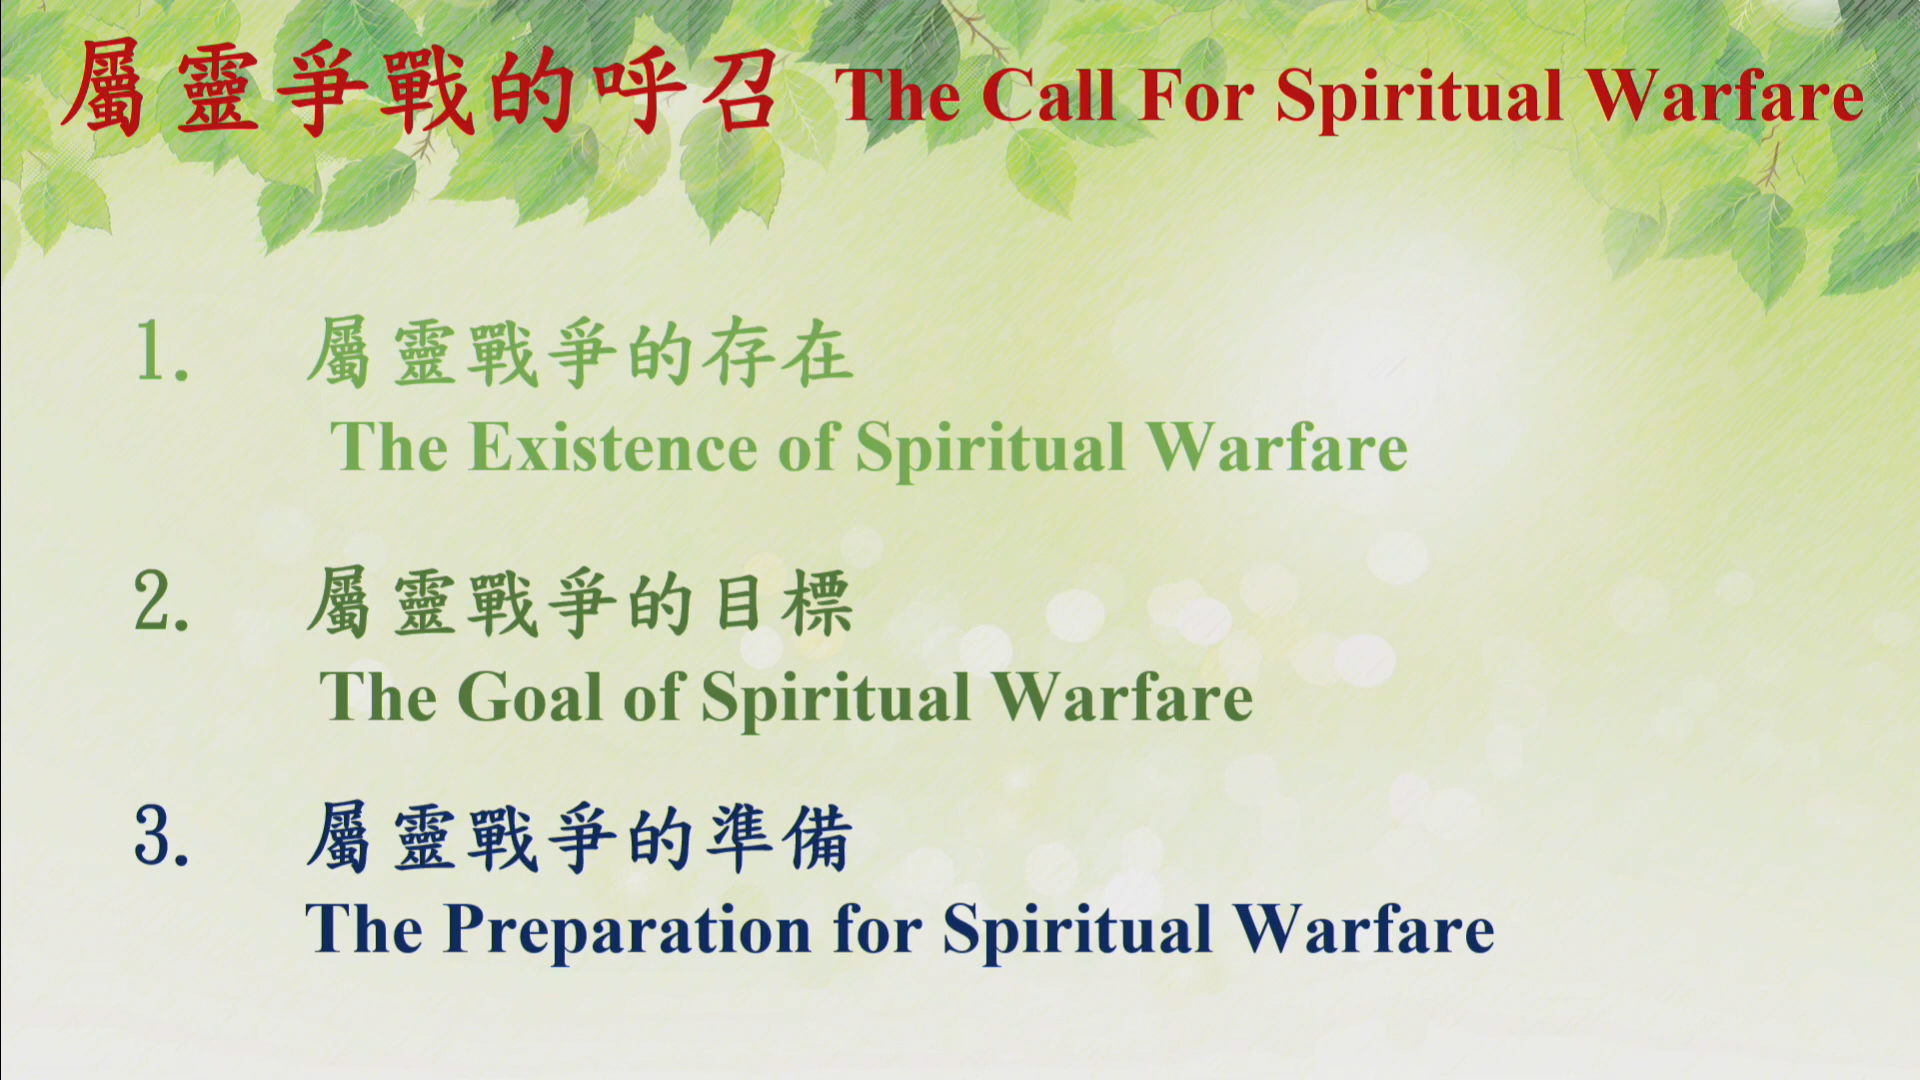 屬靈爭戰的呼召 The Call For Spiritual Warfare
1. 屬靈戰爭的存在
The Existence of Spiritual Warfare
2. 屬靈戰爭的目標
The Goal of Spiritual Warfare
3. 屬靈戰爭的準備
The Preparation for Spiritual Warfare